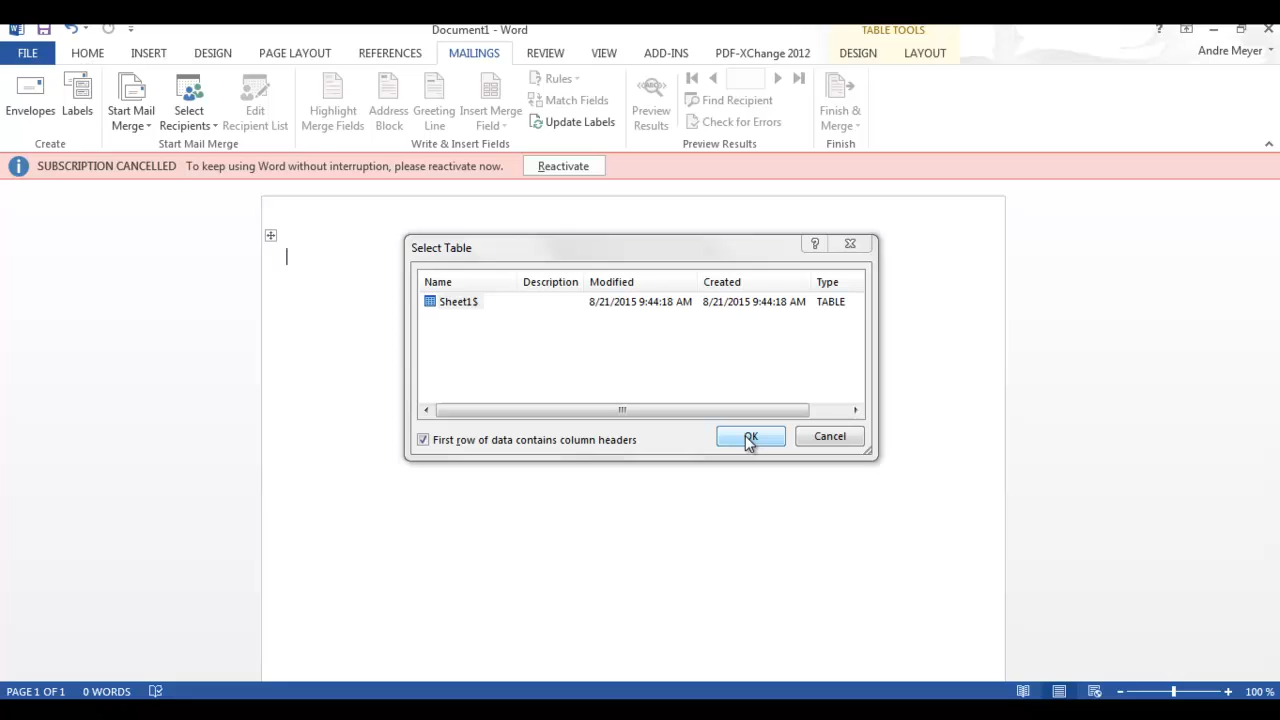 Document1 - Word
TABLE TOOLS
?
FILE HOME INSERT DESIGN PAGE LAYOUT REFERENCES MAILINGS REVIEW VIEW ADD-INS PDF-XChange 2012 DESIGN LAYOUT Andre Meyer
Envelopes Labels
Create
Start Mail
Merge
Select
Recipients
Edit
Recipient List
Start Mail Merge
Highlight
Merge Fields
Address
Block
Greeting
Line
Insert Merge
Field
Rules
Match Fields
Update Labels
Write & Insert Fields
ABC
Preview
Results
Find Recipient
Check for Errors
Preview Results
Finish &
Merge
Finish
SUBSCRIPTION CANCELLED To keep using Word without interruption, please reactivate now. Reactivate
Select Table
?
Name Description Modified Created Type
Sheet1$ 8/21/2015 9:44:18 AM 8/21/2015 9:44:18 AM TABLE
First row of data contains column headers OK Cancel
PAGE 1 OF 1 0 WORDS 100 %